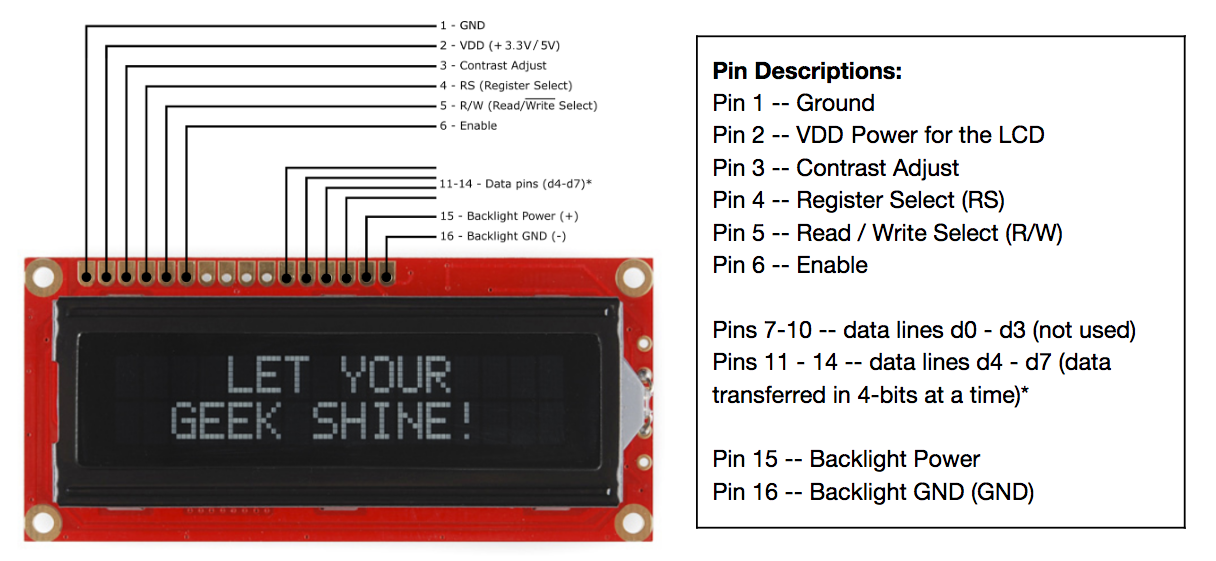 1 - GND
2 - VDD (+3.3V/5V)
3 - Contrast Adjust
4 - RS (Register Select)
5 - R/W (Read/Write Select)
6 - Enable
11-14 - Data pins (d4-d7)*
15 - Backlight Power (+)
16 - Backlight GND (-)
LET YOUR
GEEK SHINE!
Pin Descriptions:
Pin 1 -- Ground
Pin 2 -- VDD Power for the LCD
Pin 3 -- Contrast Adjust
Pin 4 -- Register Select (RS)
Pin 5 -- Read / Write Select (R/W)
Pin 6 -- Enable
Pins 7-10 -- data lines d0 - d3 (not used)
Pins 11 - 14 -- data lines d4 - d7 (data
transferred in 4-bits at a time)*
Pin 15 -- Backlight Power
Pin 16 -- Backlight GND (GND)